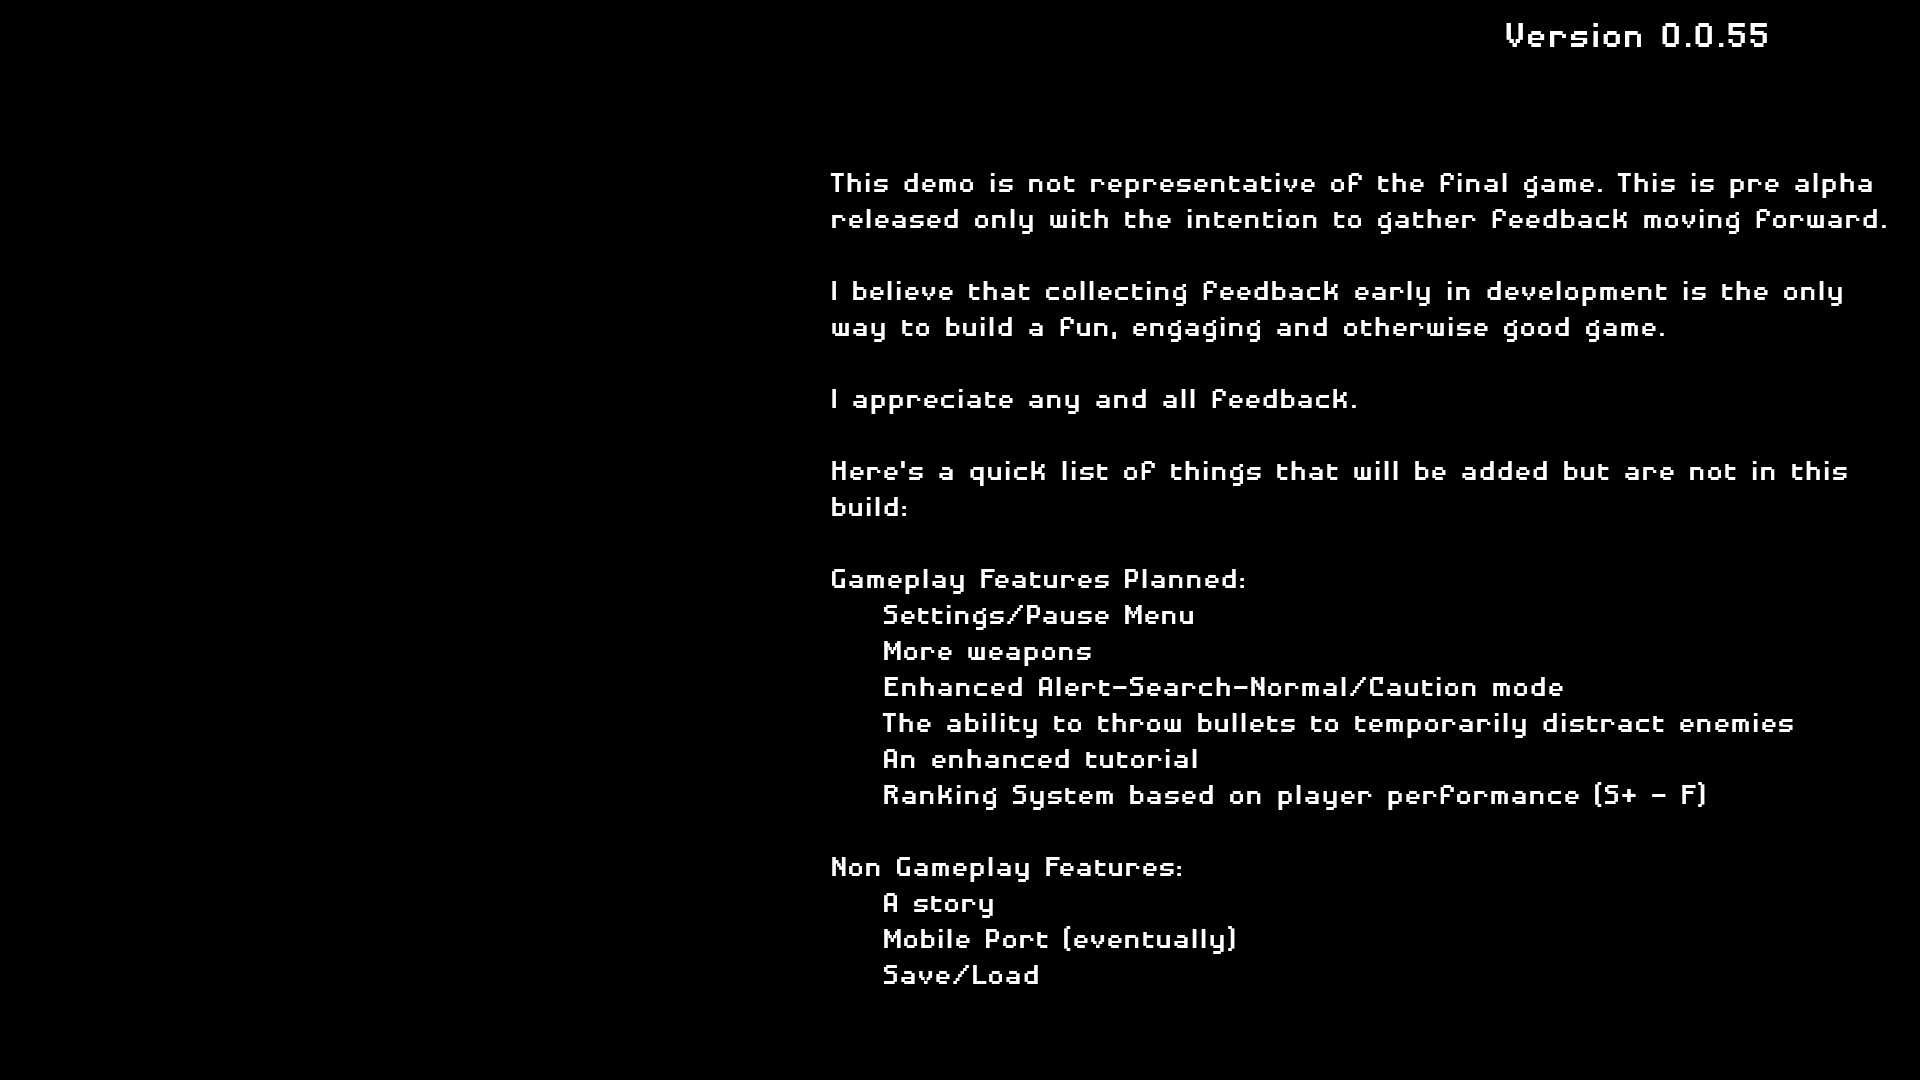 Version 0.0.55
This demo is not representative of the final game. This is pre alpha
released only with the intention to gather feedback moving forward.
I believe that collecting feedback early in development is the only
way to build a fun, engaging and otherwise good game.
I appreciate any and all feedback.
Here's a quick list of things that will be added but are not in this
build:
Gameplay Features Planned:
Settings/Pause Menu
More weapons
Enhanced Alert-Search-Normal/Caution mode
The ability to throw bullets to temporarily distract enemies
An enhanced tutorial
Ranking System based on player performance (S+ - F)
Non Gameplay Features:
A story
Mobile Port (eventually)
Save/Load